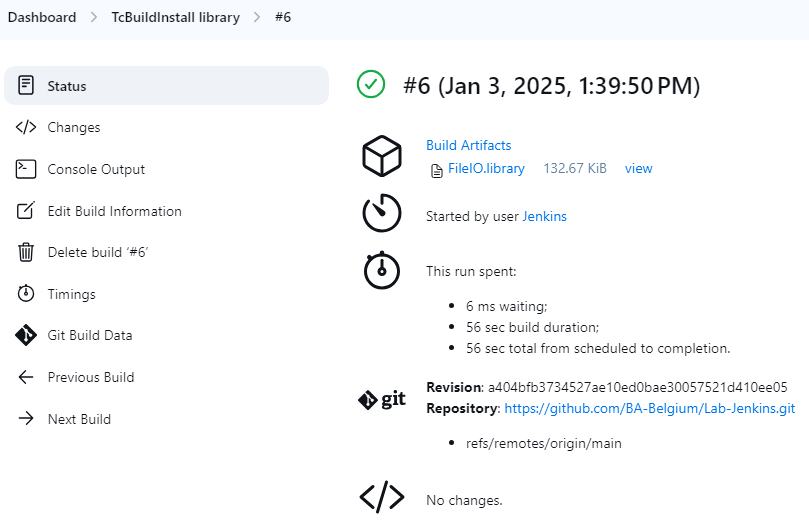 Dashboard > TcBuildInstall library > #6
Status
Changes
Console Output
Edit Build Information
Delete build ‘#6’
Timings
Git Build Data
Previous Build
Next Build
#6 (Jan 3, 2025, 1:39:50 PM)
Build Artifacts
FileIO.library 132.67 KiB view
Started by user Jenkins
This run spent:
• 6 ms waiting;
• 56 sec build duration;
• 56 sec total from scheduled to completion.
git
Revision: a404bfb3734527ae10ed0bae30057521d410ee05
Repository: https://github.com/BA-Belgium/Lab-Jenkins.git
• refs/remotes/origin/main
No changes.